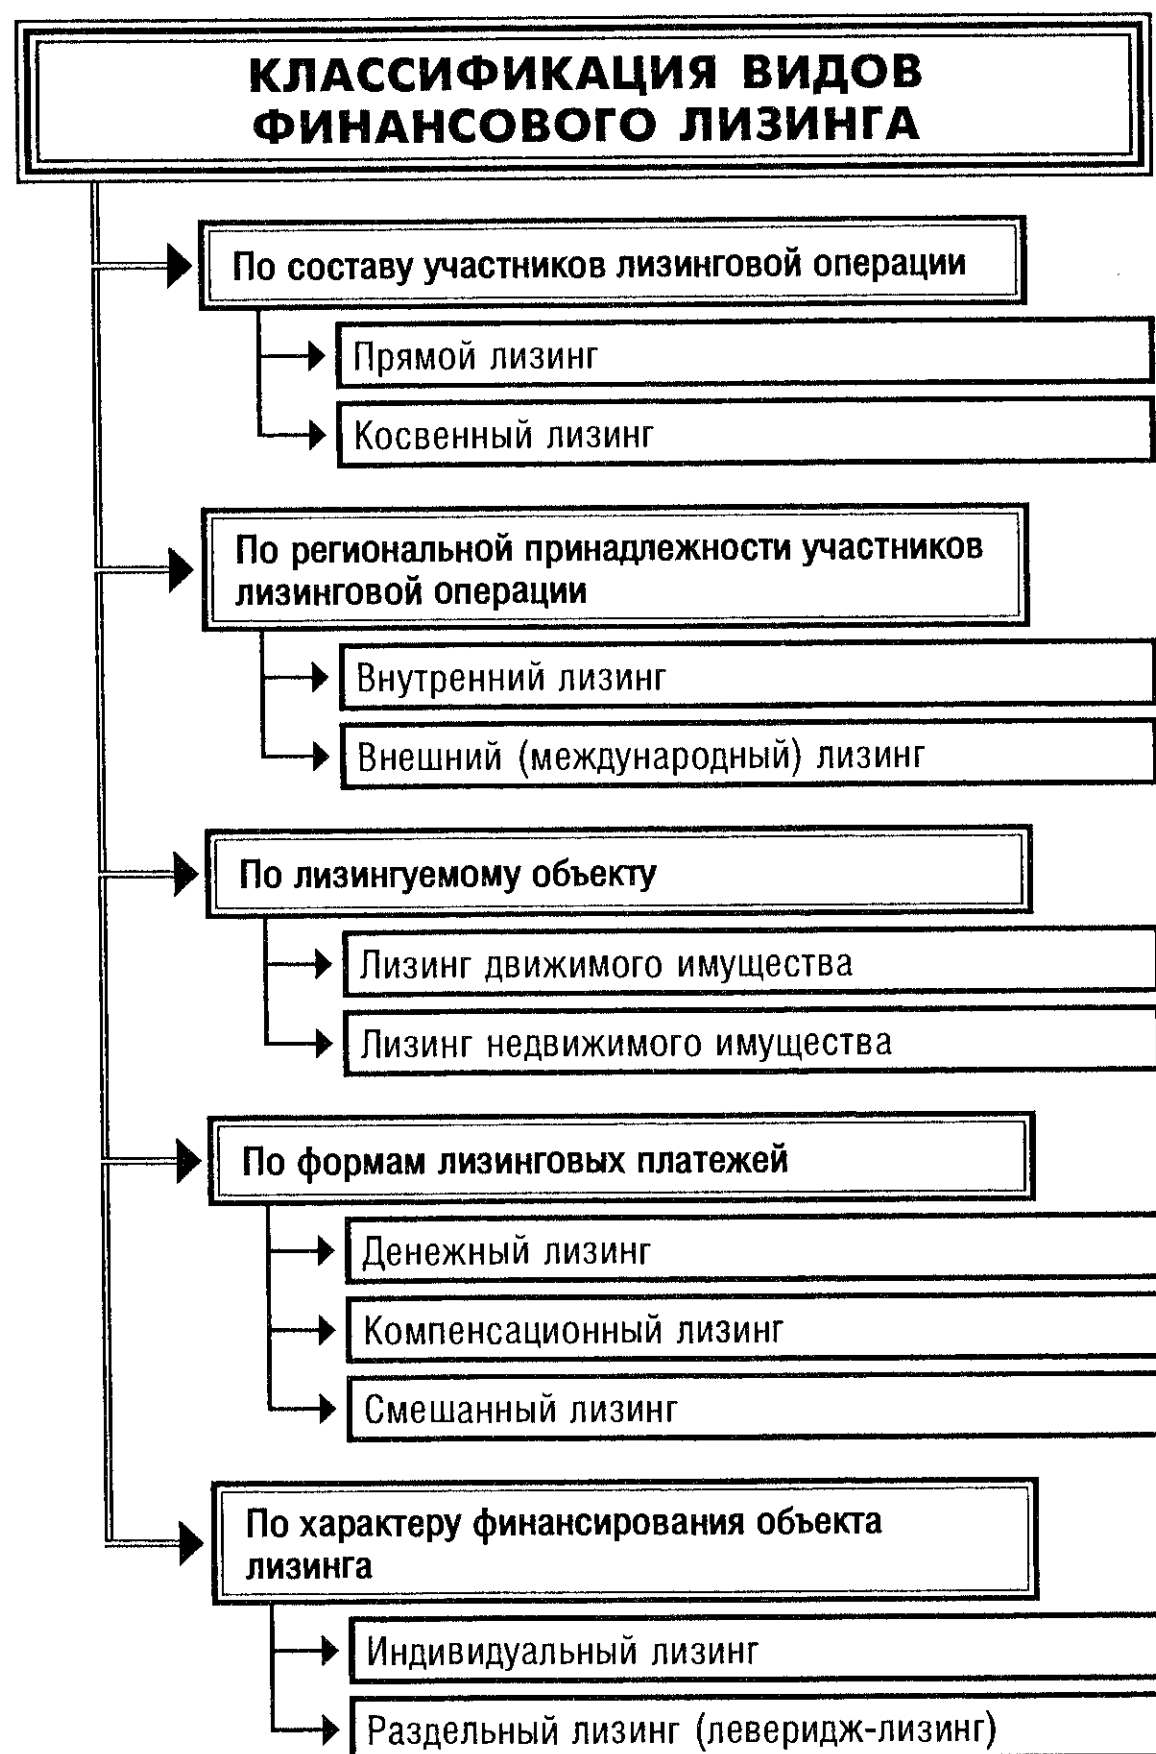 КЛАССИФИКАЦИЯ ВИДОВ
ФИНАНСОВОГО ЛИЗИНГА
По составу участников лизинговой операции
Прямой лизинг
Косвенный лизинг
По региональной принадлежности участников
лизинговой операции
Внутренний лизинг
Внешний (международный) лизинг
По лизингуемому объекту
Лизинг движимого имущества
Лизинг недвижимого имущества
По формам лизинговых платежей
Денежный лизинг
Компенсационный лизинг
Смешанный лизинг
По характеру финансирования объекта
лизинга
Индивидуальный лизинг
Раздельный лизинг (леверидж-лизинг)